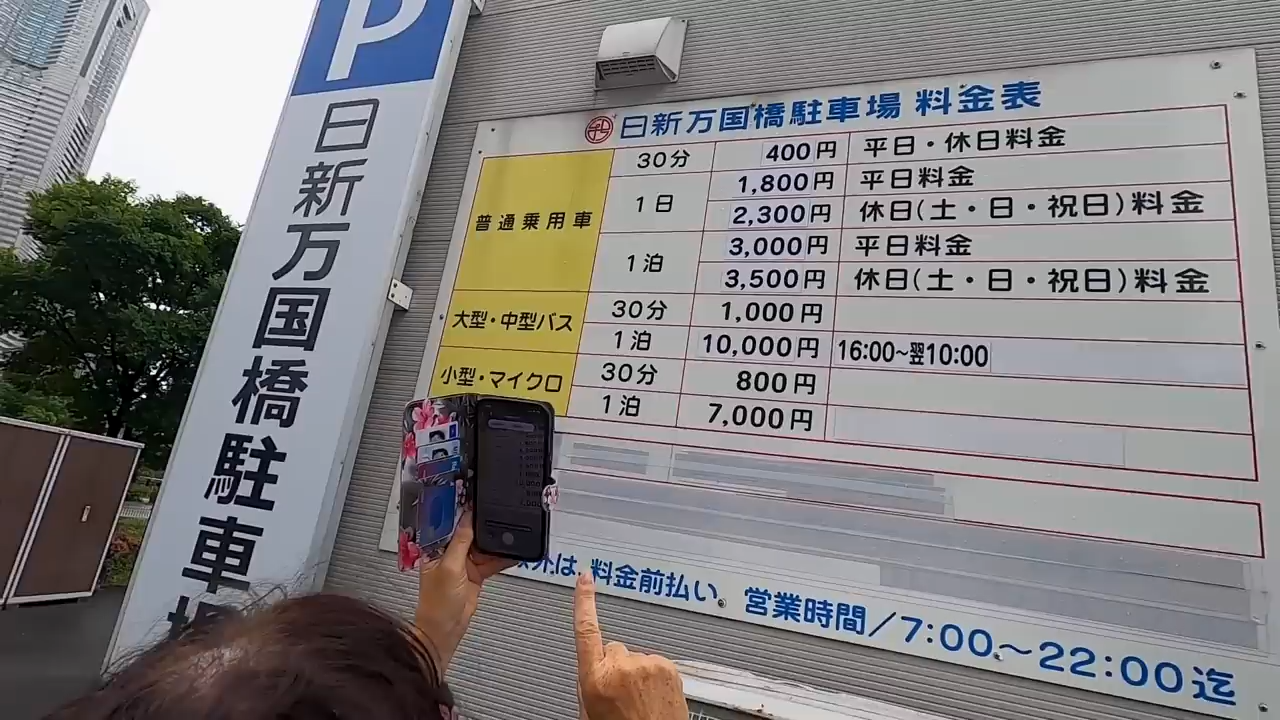 P
日新万国橋駐車場
日新万国橋駐車場 料金表
普通乗用車
30分 400円 平日・休日料金
1日 1,800円 平日料金
2,300円 休日(土・日・祝日)料金
1泊 3,000円 平日料金
3,500円 休日(土・日・祝日)料金
大型・中型バス
30分 1,000円
1泊 10,000円 16:00~翌10:00
小型・マイクロ
30分 800円
1泊 7,000円
外は、料金前払い。営業時間/7:00~22:00迄